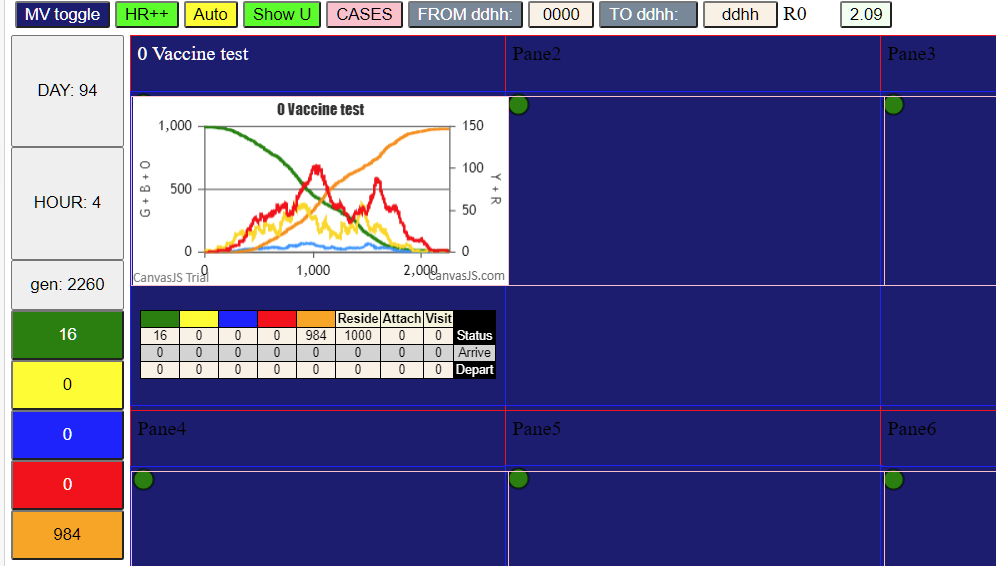 MV toggle HR++ Auto Show U CASES FROM ddhh: 0000 TO ddhh: ddhh R0 2.09
DAY: 94
HOUR: 4
gen: 2260
16
0
0
0
984
0 Vaccine test Pane2 Pane3
0 Vaccine test
1,000 150
100
500
50
0 0
G + B + O
Y + R
0 1,000 2,000
CanvasJS Trial CanvasJS.com
Reside Attach Visit
16 0 0 0 984 1000 0 0 Status
0 0 0 0 0 0 0 0 Arrive
0 0 0 0 0 0 0 0 Depart
Pane4 Pane5 Pane6